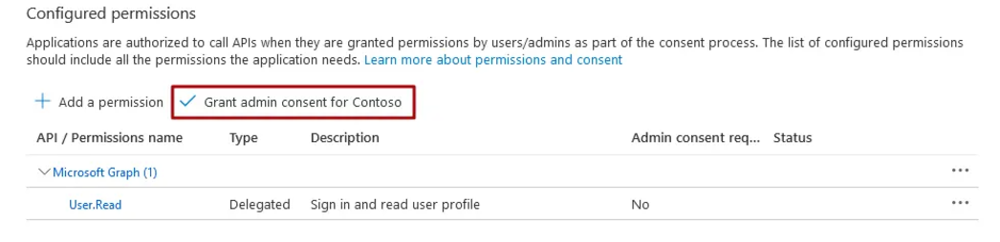 Configured permissions
Applications are authorized to call APIs when they are granted permissions by users/admins as part of the consent process. The list of configured permissions
should include all the permissions the application needs. Learn more about permissions and consent
Add a permission Grant admin consent for Contoso
API / Permissions name Type Description Admin consent req... Status
Microsoft Graph (1) ...
User.Read Delegated Sign in and read user profile No ...